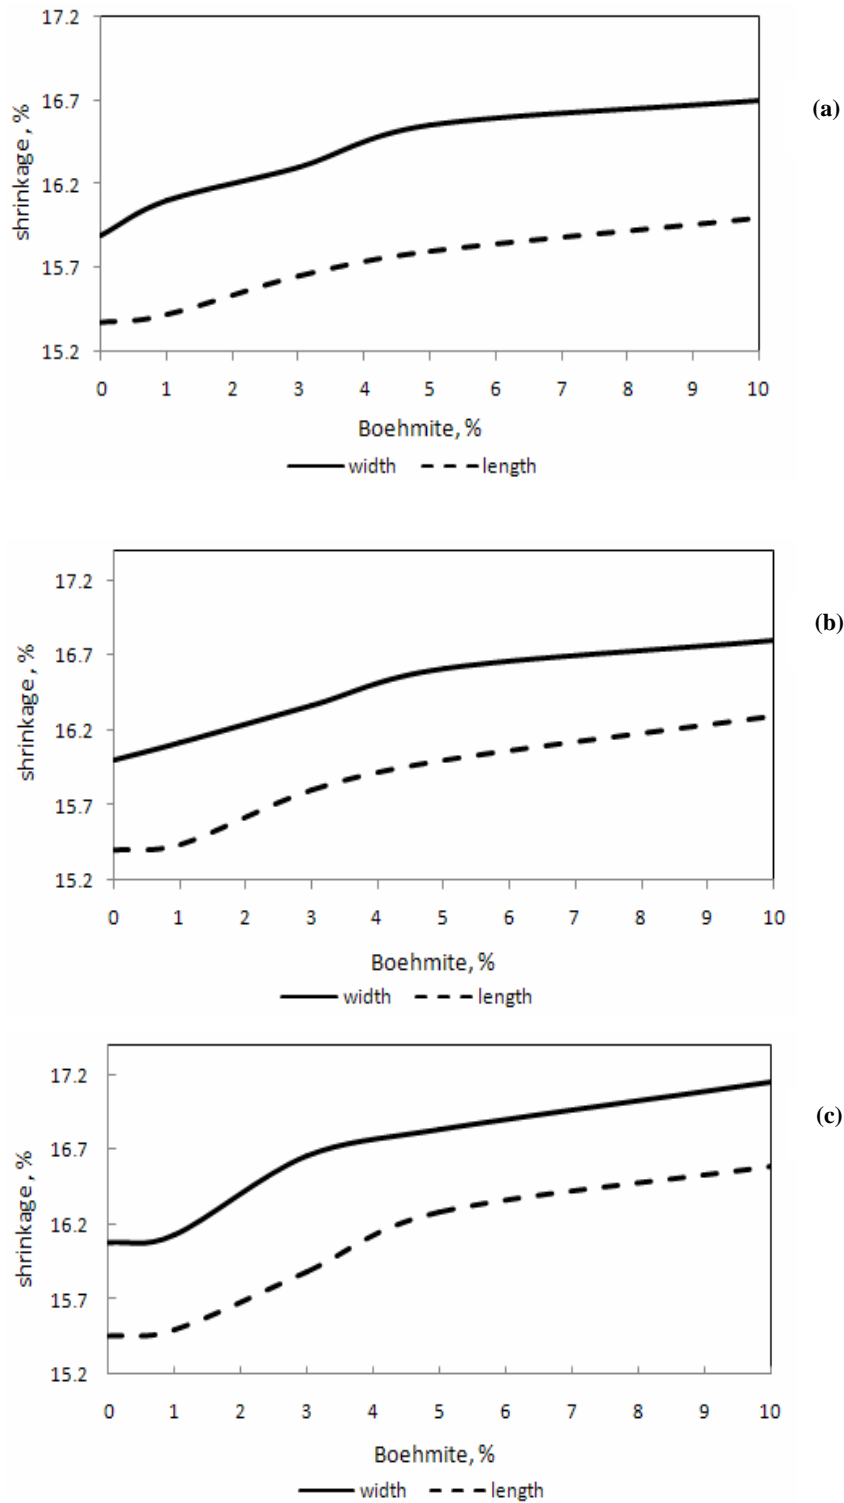 17.2
16.7
16.2
15.7
15.2
shrinkage , %
0 1 2 3 4 5 6 7 8 9 10
Boehmite, %
width length
(a)
17.2
16.7
16.2
15.7
15.2
shrinkage , %
0 1 2 3 4 5 6 7 8 9 10
Boehmite, %
width length
(b)
17.2
16.7
16.2
15.7
15.2
shrinkage , %
0 1 2 3 4 5 6 7 8 9 10
Boehmite, %
width length
(c)